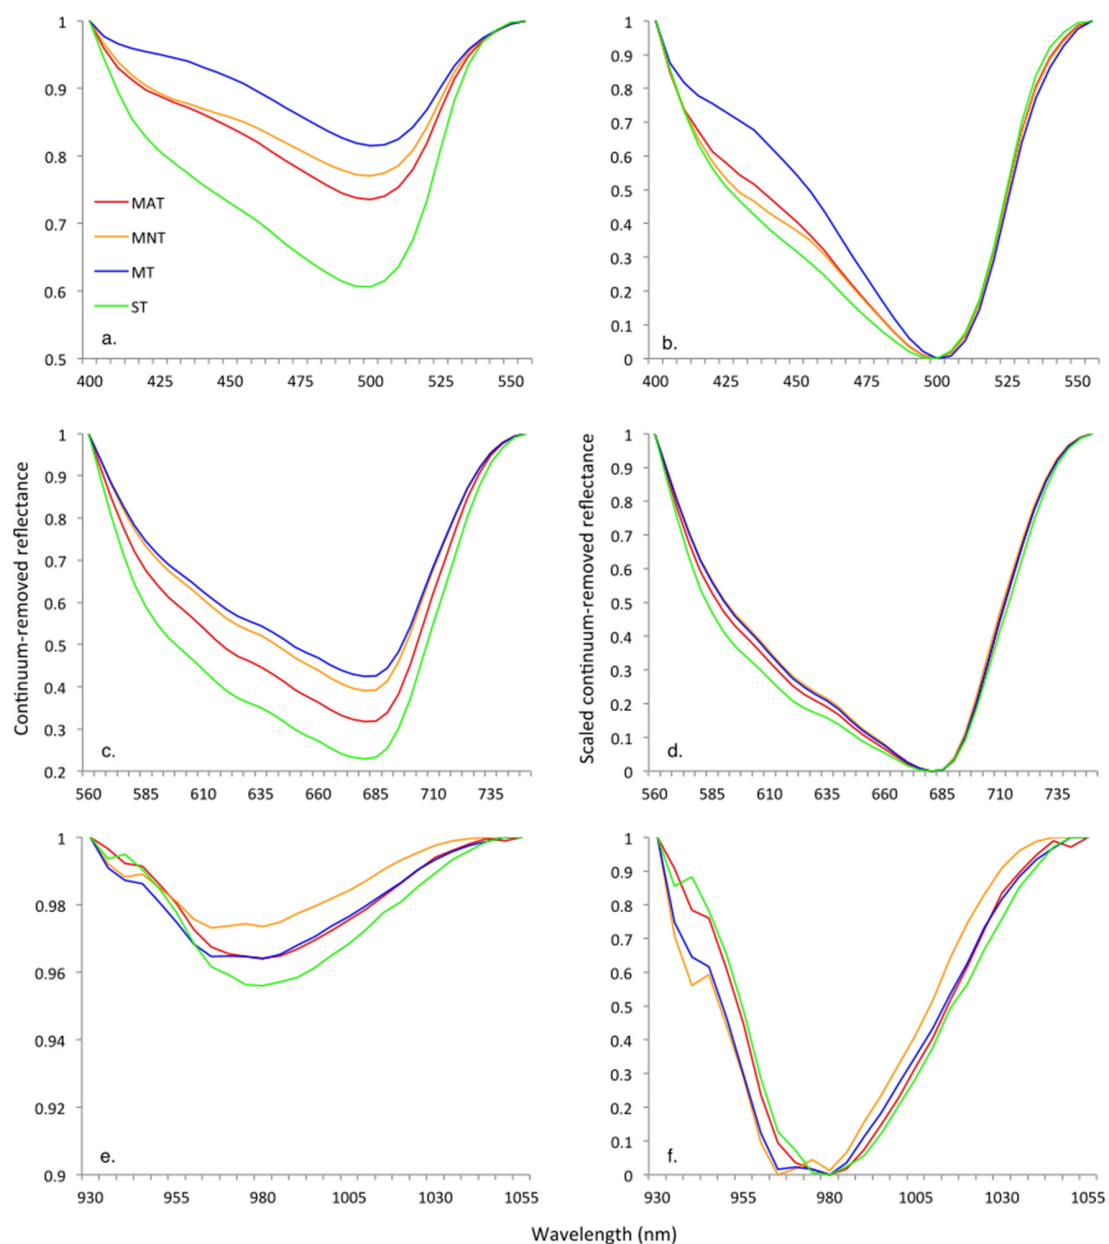 1
0.9
0.8
0.7
0.6
0.5
MAT
MNT
MT
ST
a.
400 425 450 475 500 525 550
1
0.9
0.8
0.7
0.6
0.5
0.4
0.3
0.2
0.1
0
b.
400 425 450 475 500 525 550
Continuum-removed reflectance
1
0.9
0.8
0.7
0.6
0.5
0.4
0.3
0.2
c.
560 585 610 635 660 685 710 735
Scaled continuum-removed reflectance
1
0.9
0.8
0.7
0.6
0.5
0.4
0.3
0.2
0.1
0
d.
560 585 610 635 660 685 710 735
1
0.98
0.96
0.94
0.92
0.9
e.
930 955 980 1005 1030 1055
1
0.9
0.8
0.7
0.6
0.5
0.4
0.3
0.2
0.1
0
f.
930 955 980 1005 1030 1055
Wavelength (nm)